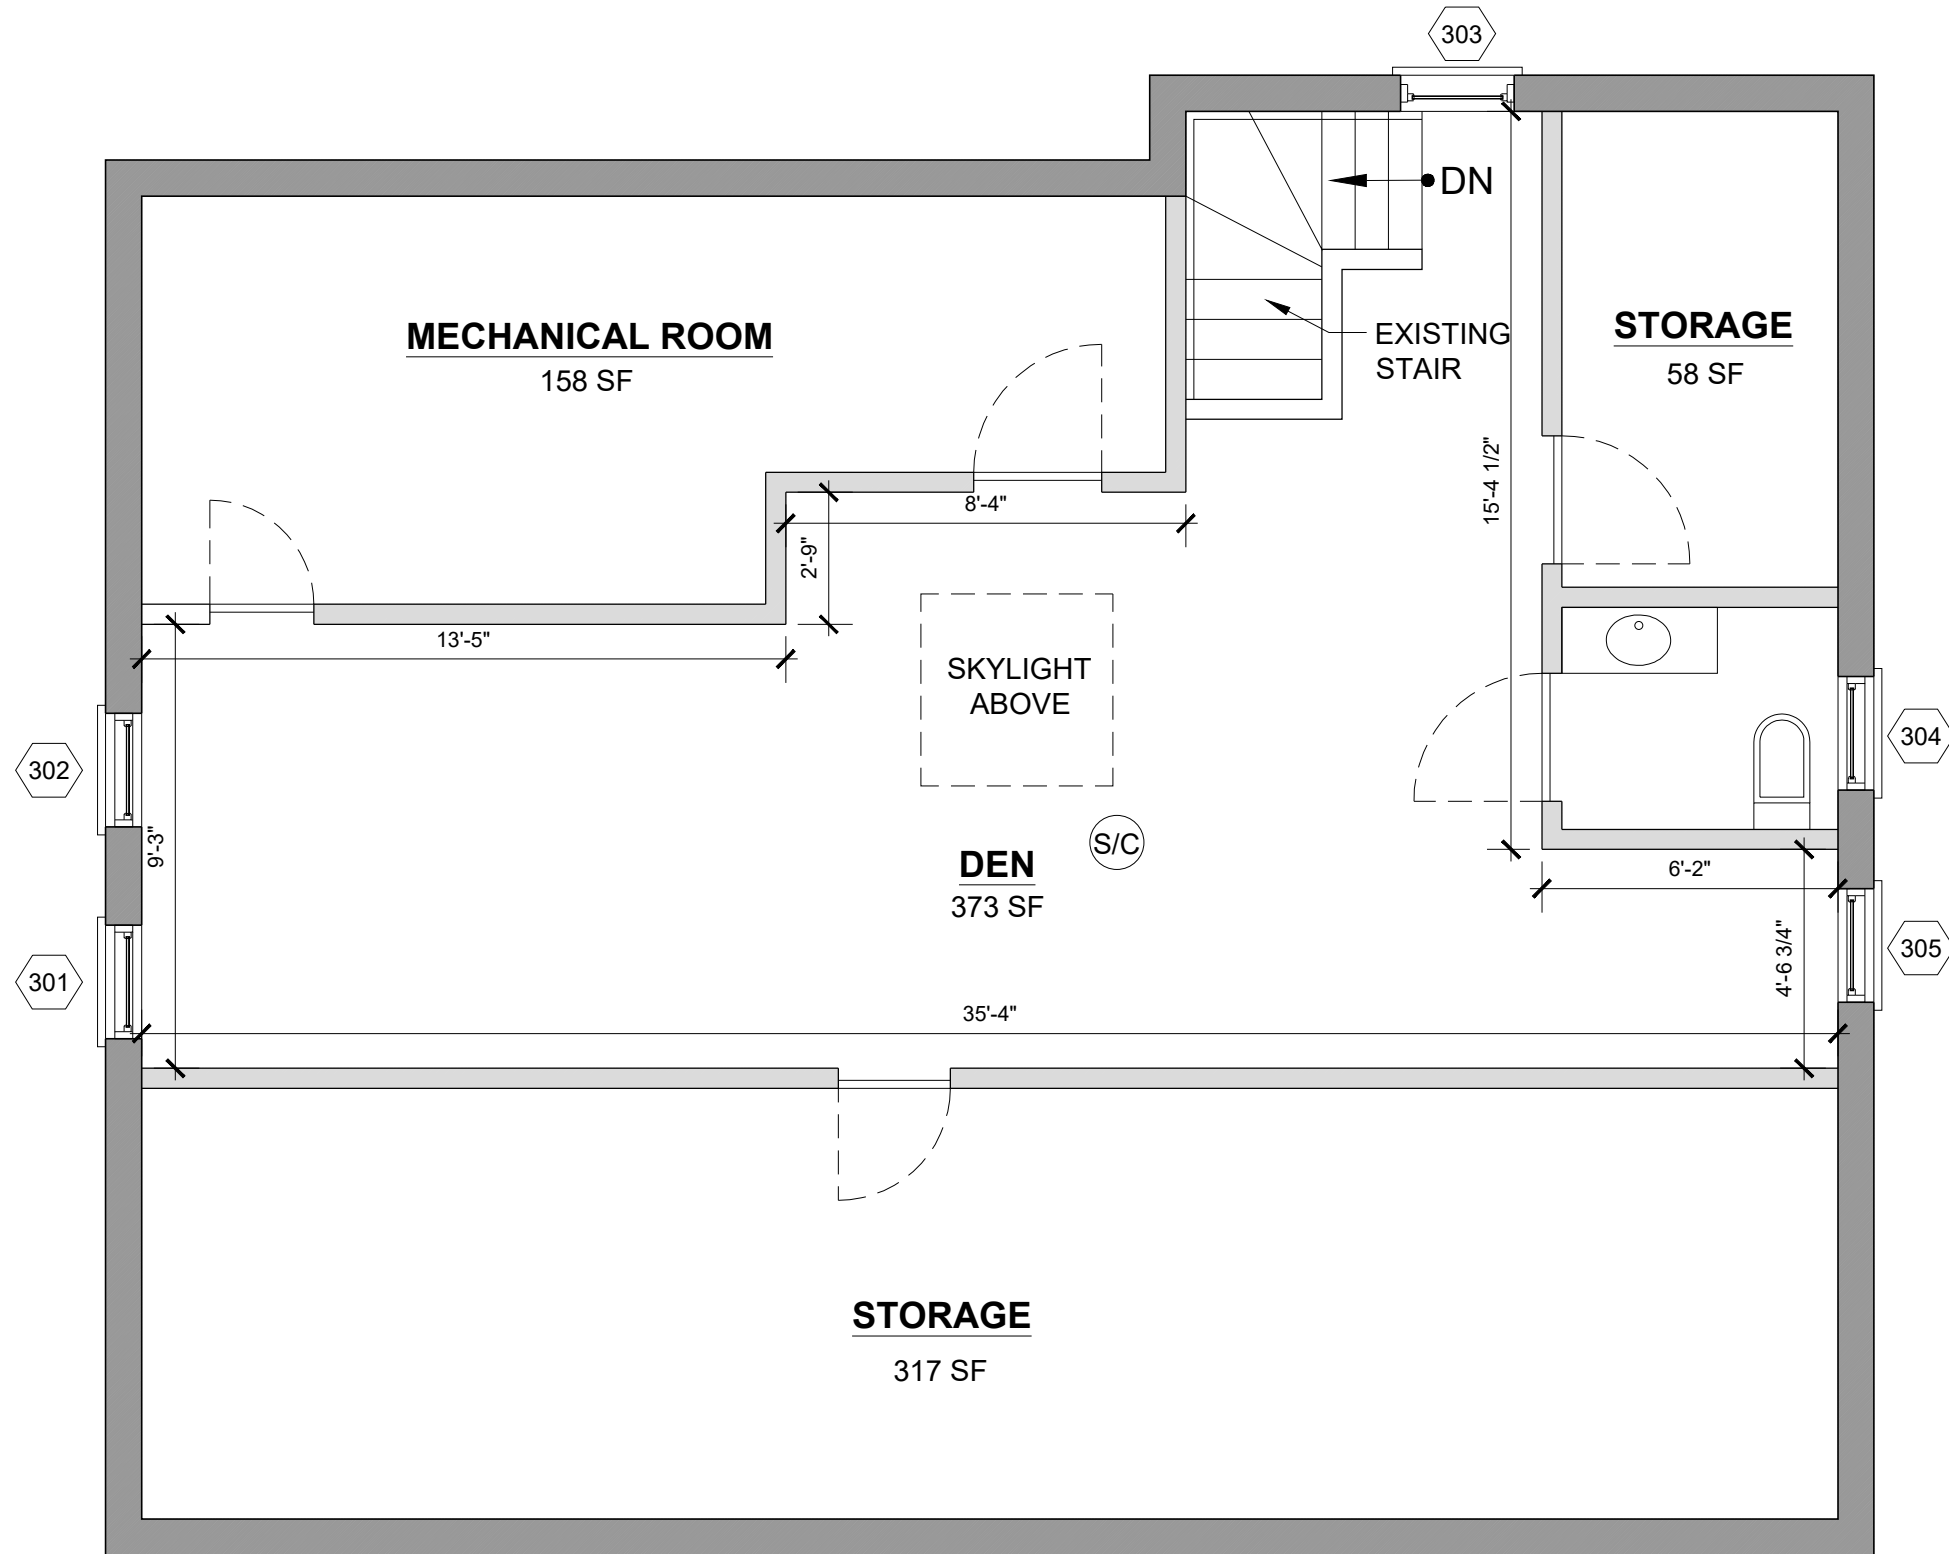 303
DN
MECHANICAL ROOM
158 SF
EXISTING
STAIR
STORAGE
58 SF
15'-4 1/2"
8'-4"
2'-9"
13'-5"
SKYLIGHT
ABOVE
302
304
9'-3"
S/C
DEN
373 SF
6'-2"
301
305
4'-6 3/4"
35'-4"
STORAGE
317 SF